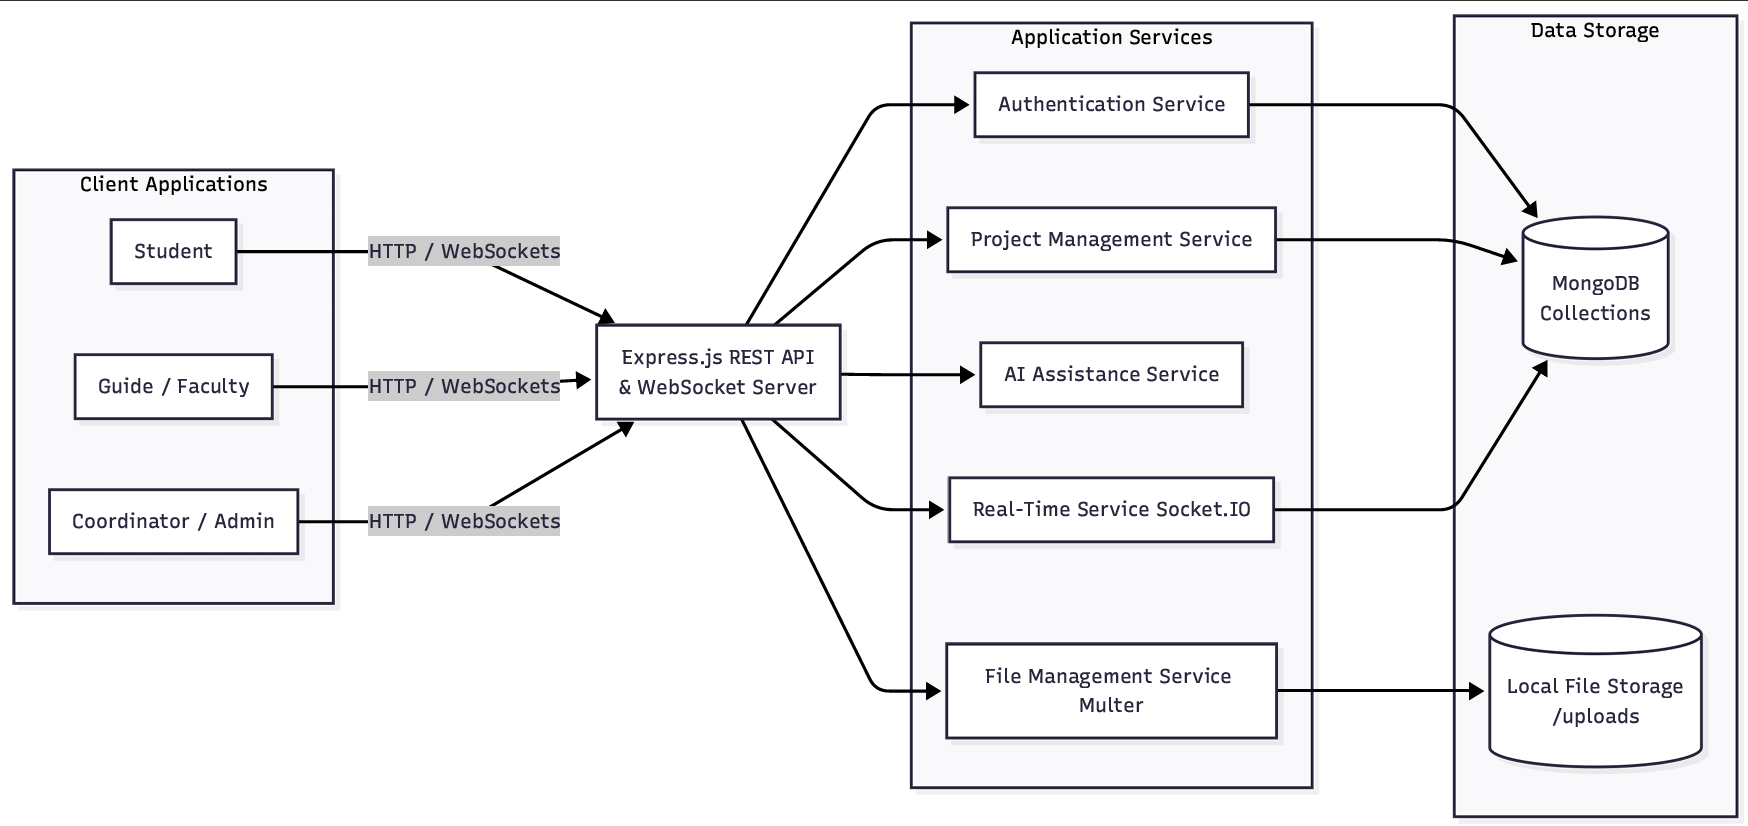 Client Applications
Student
Guide / Faculty
Coordinator / Admin
HTTP / WebSockets
HTTP / WebSockets
HTTP / WebSockets
Express.js REST API
& WebSocket Server
Application Services
Authentication Service
Project Management Service
AI Assistance Service
Real-Time Service Socket.IO
File Management Service
Multer
Data Storage
MongoDB
Collections
Local File Storage
/uploads